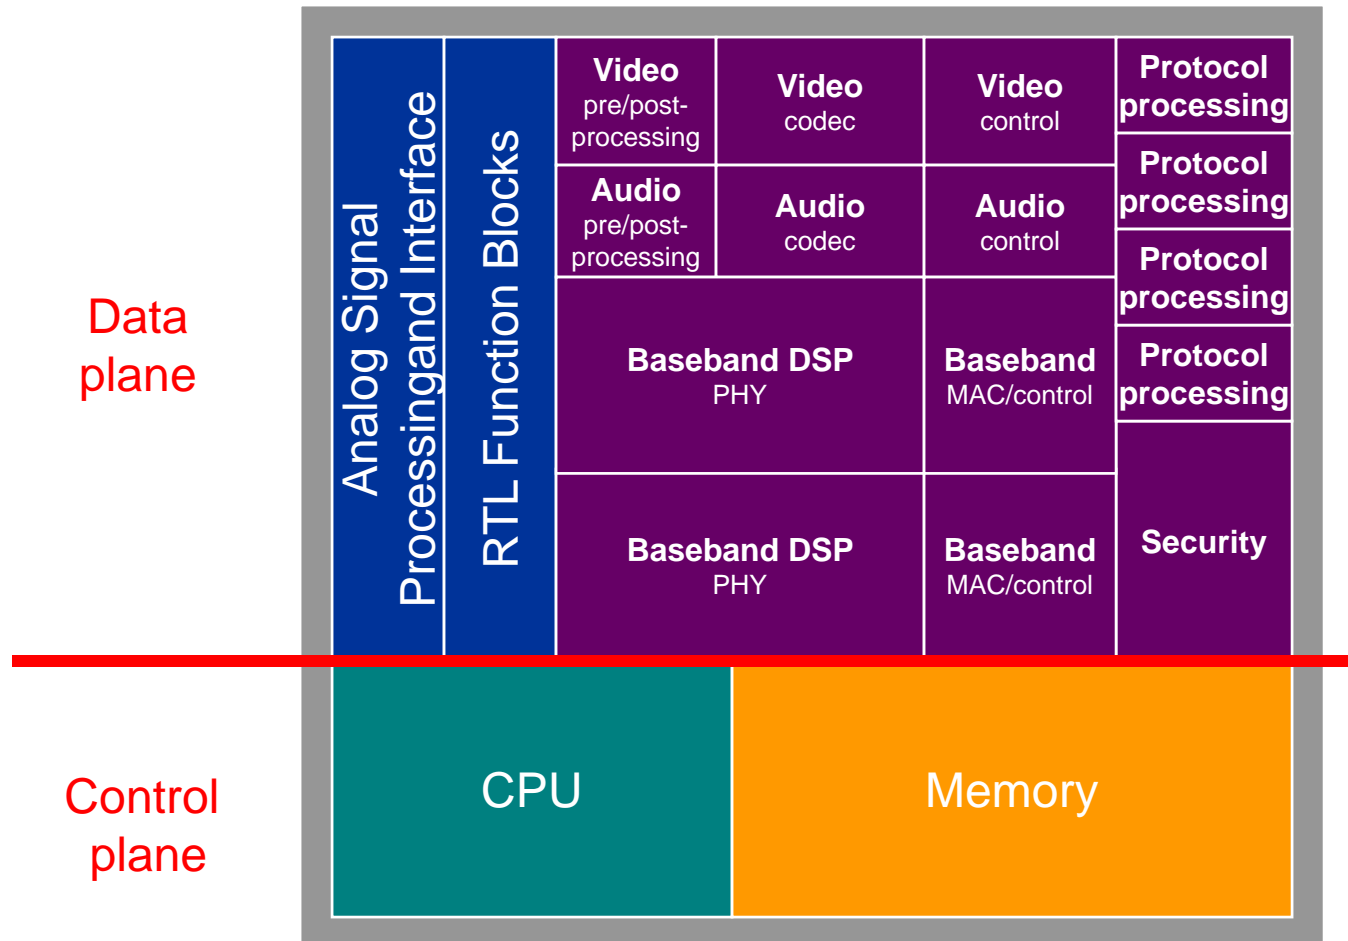 Data
plane
Analog Signal
Processingand Interface
RTL Function Blocks
Video
pre/post-
processing
Video
codec
Video
control
Protocol
processing
Audio
pre/post-
processing
Audio
codec
Audio
control
Protocol
processing
Protocol
processing
Baseband DSP
PHY
Baseband
MAC/control
Protocol
processing
Baseband DSP
PHY
Baseband
MAC/control
Security
Control
plane
CPU
Memory